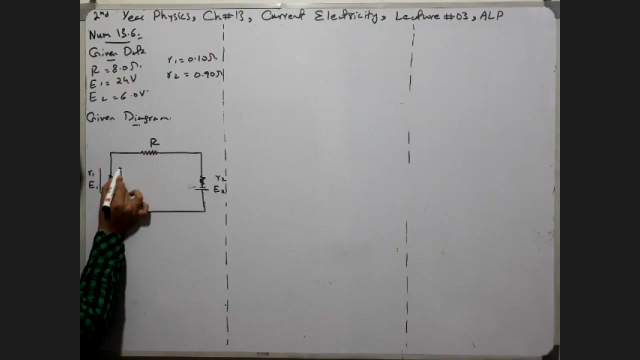 2nd Year Physics, Ch#13, Current Electricity, Lecture #03, ALP
Num 13.6
Given Data
R = 8.0Ω r1 = 0.10Ω
E1 = 24V r2 = 0.90Ω
E2 = 6.0V
Given Diagram
R
r1 r2
E1 E2